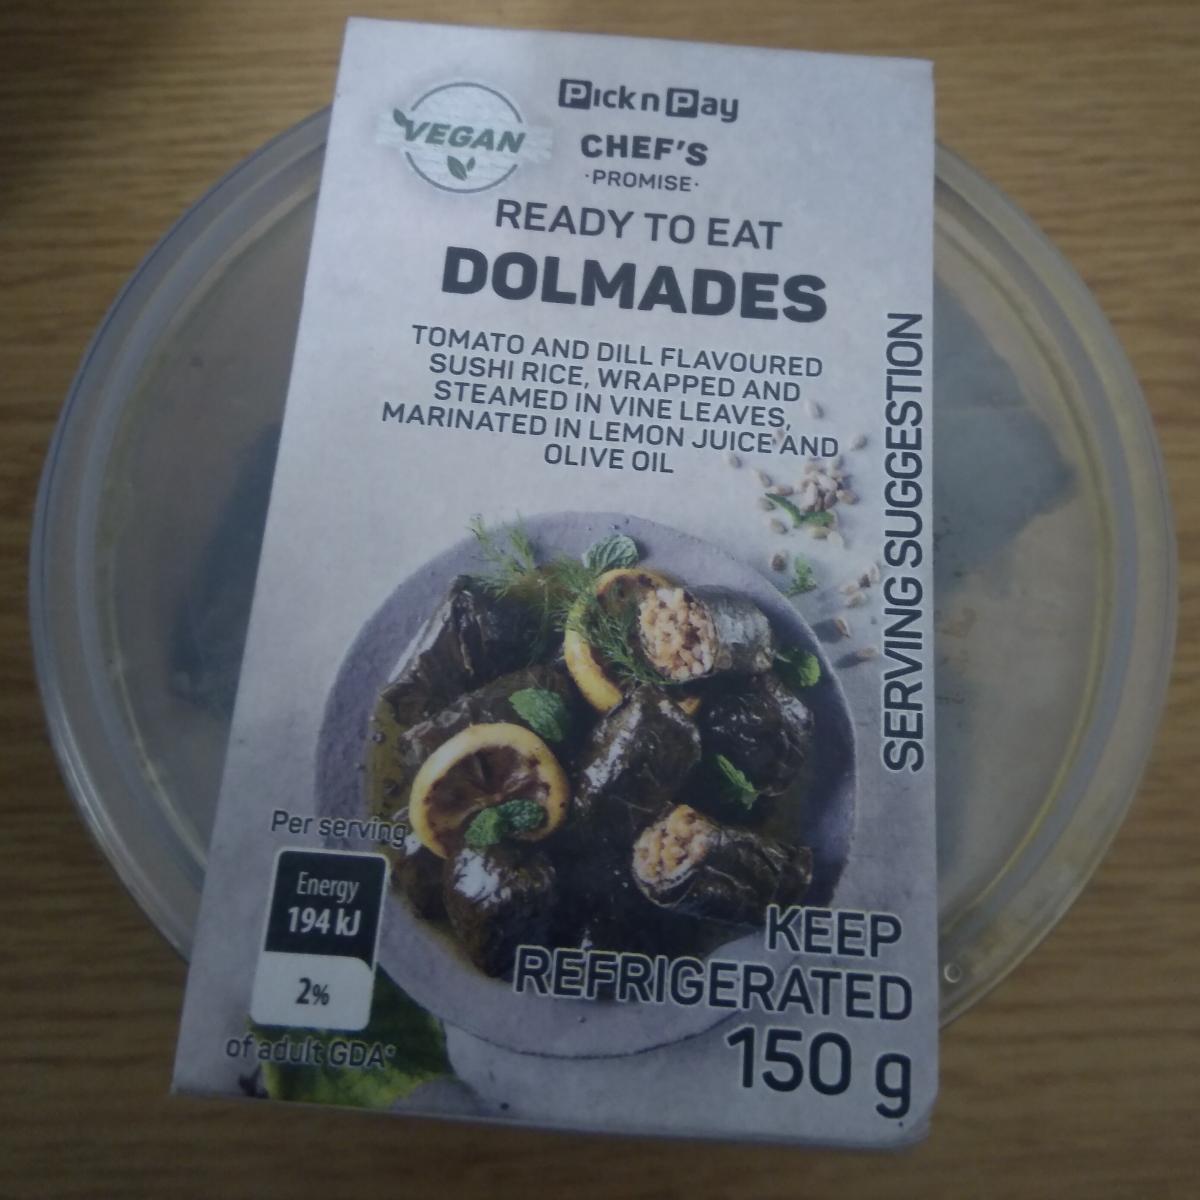 VEGAN
Pick n Pay
CHEF'S
·PROMISE·
READY TO EAT
DOLMADES
TOMATO AND DILL FLAVOURED
SUSHI RICE, WRAPPED AND
STEAMED IN VINE LEAVES,
MARINATED IN LEMON JUICE AND
OLIVE OIL
SERVING SUGGESTION
Per serving
Energy
194 kJ
2%
of adult GDA*
KEEP
REFRIGERATED
150 g